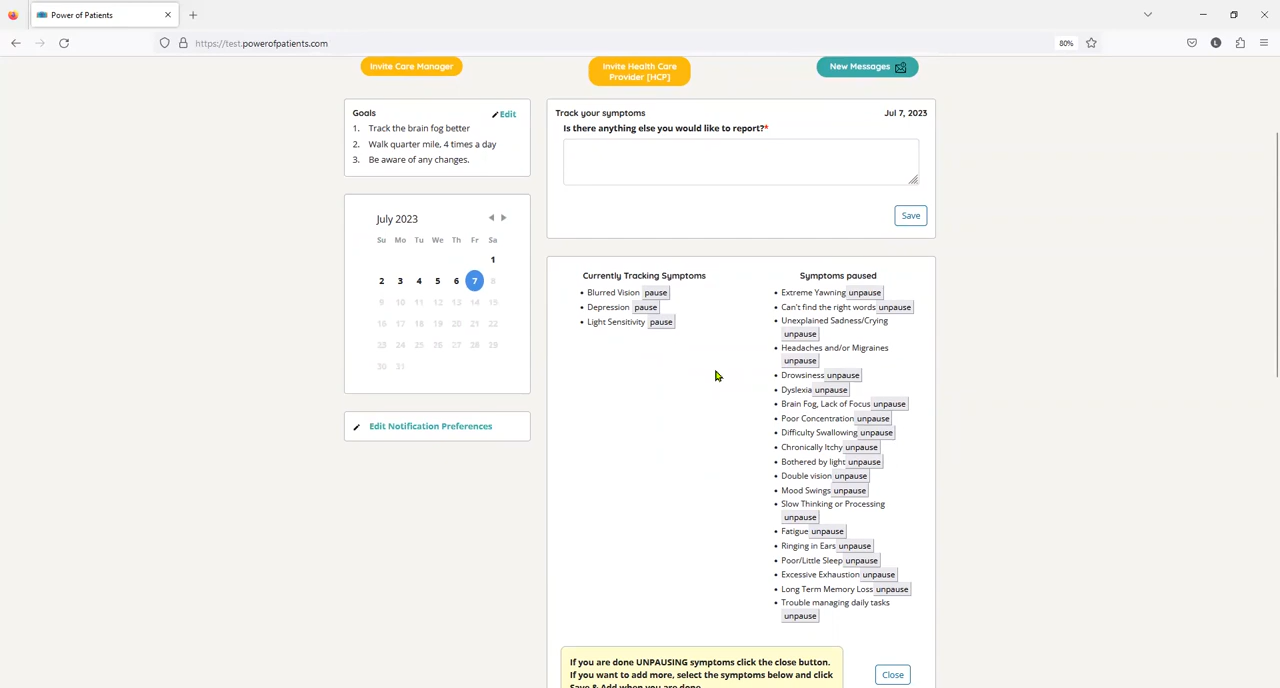 Power of Patients
https://test.powerofpatients.com
80%
L
Invite Care Manager
Invite Health Care
Provider [HCP]
New Messages
Goals
Edit
1. Track the brain fog better
2. Walk quarter mile, 4 times a day
3. Be aware of any changes.
Track your symptoms
Jul 7, 2023
Is there anything else you would like to report?*
Save
July 2023
Su Mo Tu We Th Fr Sa
1
2 3 4 5 6 7 8
9 10 11 12 13 14 15
16 17 18 19 20 21 22
23 24 25 26 27 28 29
30 31
Edit Notification Preferences
Currently Tracking Symptoms
• Blurred Vision pause
• Depression pause
• Light Sensitivity pause
Symptoms paused
• Extreme Yawning unpause
• Can't find the right words unpause
• Unexplained Sadness/Crying
unpause
• Headaches and/or Migraines
unpause
• Drowsiness unpause
• Dyslexia unpause
• Brain Fog, Lack of Focus unpause
• Poor Concentration unpause
• Difficulty Swallowing unpause
• Chronically Itchy unpause
• Bothered by light unpause
• Double vision unpause
• Mood Swings unpause
• Slow Thinking or Processing
unpause
• Fatigue unpause
• Ringing in Ears unpause
• Poor/Little Sleep unpause
• Excessive Exhaustion unpause
• Long Term Memory Loss unpause
• Trouble managing daily tasks
unpause
If you are done UNPAUSING symptoms click the close button.
If you want to add more, select the symptoms below and click
Save & Add when you are done
Close